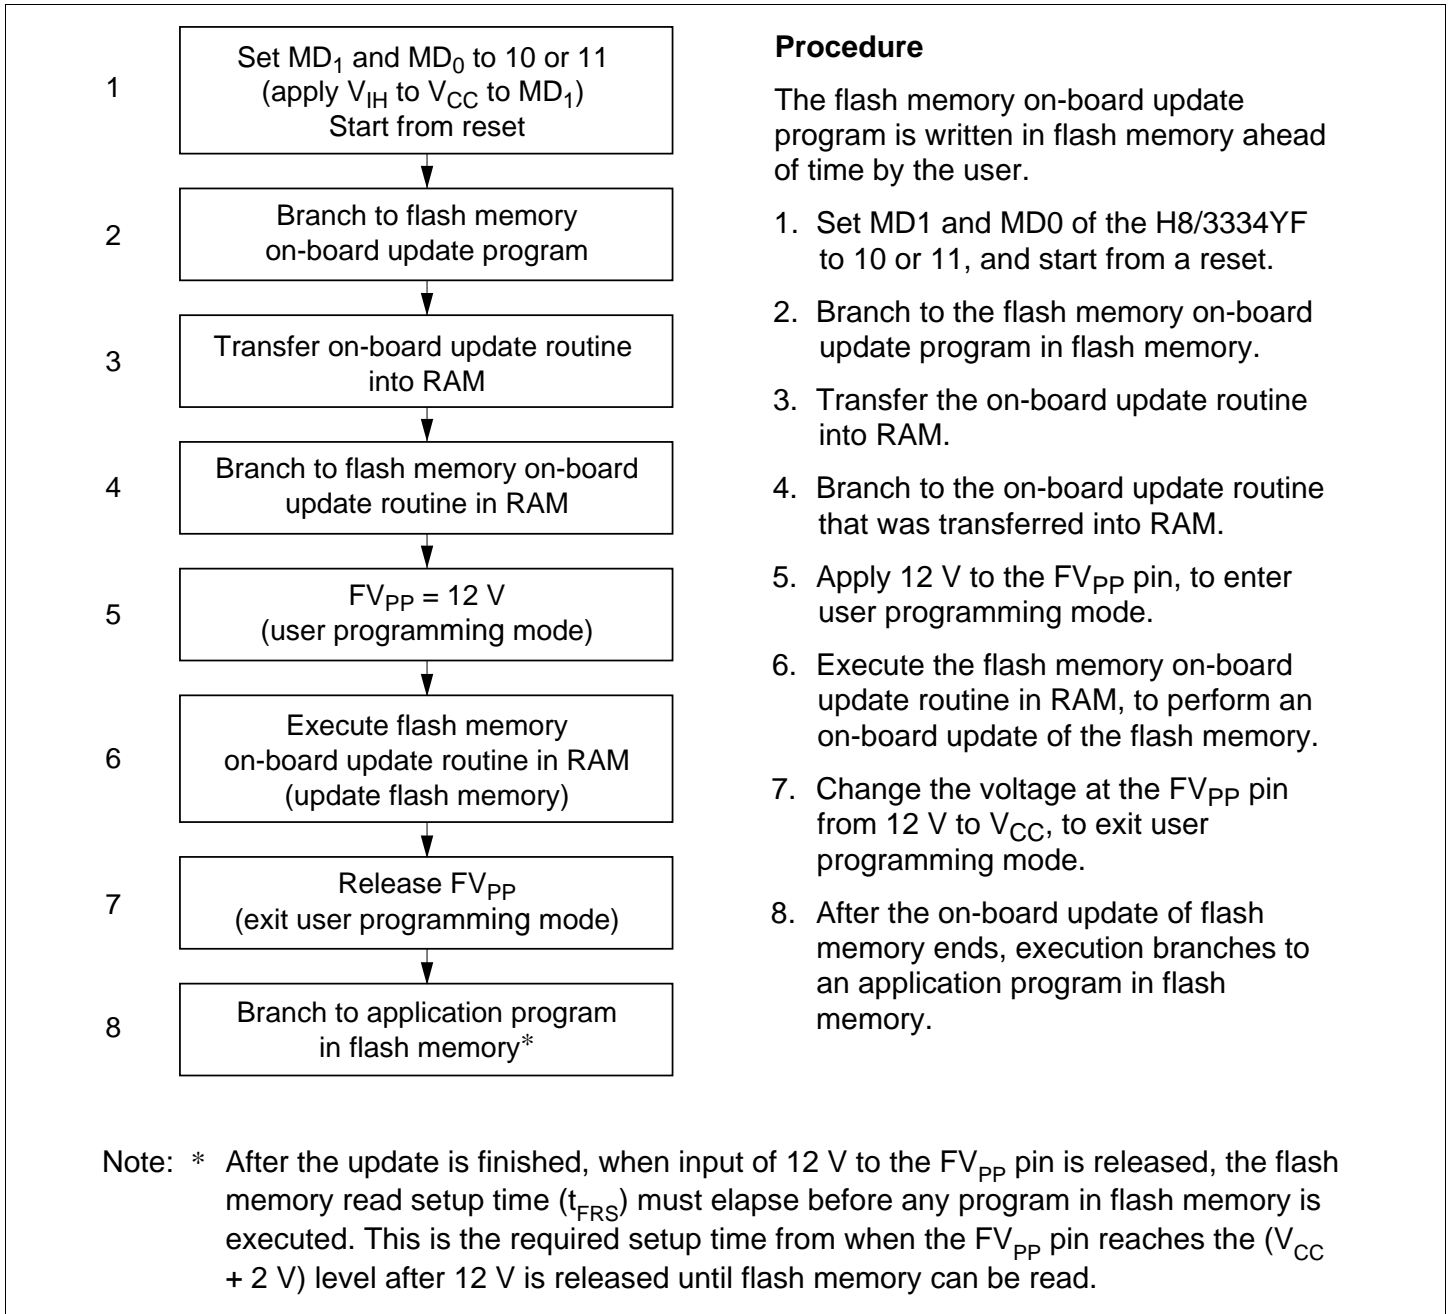 1
Set MD1 and MD0 to 10 or 11
(apply VIH to VCC to MD1)
Start from reset
2
Branch to flash memory
on-board update program
3
Transfer on-board update routine
into RAM
4
Branch to flash memory on-board
update routine in RAM
5
FVPP = 12 V
(user programming mode)
6
Execute flash memory
on-board update routine in RAM
(update flash memory)
7
Release FVPP
(exit user programming mode)
8
Branch to application program
in flash memory*
Procedure
The flash memory on-board update
program is written in flash memory ahead
of time by the user.
1. Set MD1 and MD0 of the H8/3334YF
to 10 or 11, and start from a reset.
2. Branch to the flash memory on-board
update program in flash memory.
3. Transfer the on-board update routine
into RAM.
4. Branch to the on-board update routine
that was transferred into RAM.
5. Apply 12 V to the FVPP pin, to enter
user programming mode.
6. Execute the flash memory on-board
update routine in RAM, to perform an
on-board update of the flash memory.
7. Change the voltage at the FVPP pin
from 12 V to VCC, to exit user
programming mode.
8. After the on-board update of flash
memory ends, execution branches to
an application program in flash
memory.
Note: * After the update is finished, when input of 12 V to the FVPP pin is released, the flash
memory read setup time (tFRS) must elapse before any program in flash memory is
executed. This is the required setup time from when the FVPP pin reaches the (VCC
+ 2 V) level after 12 V is released until flash memory can be read.